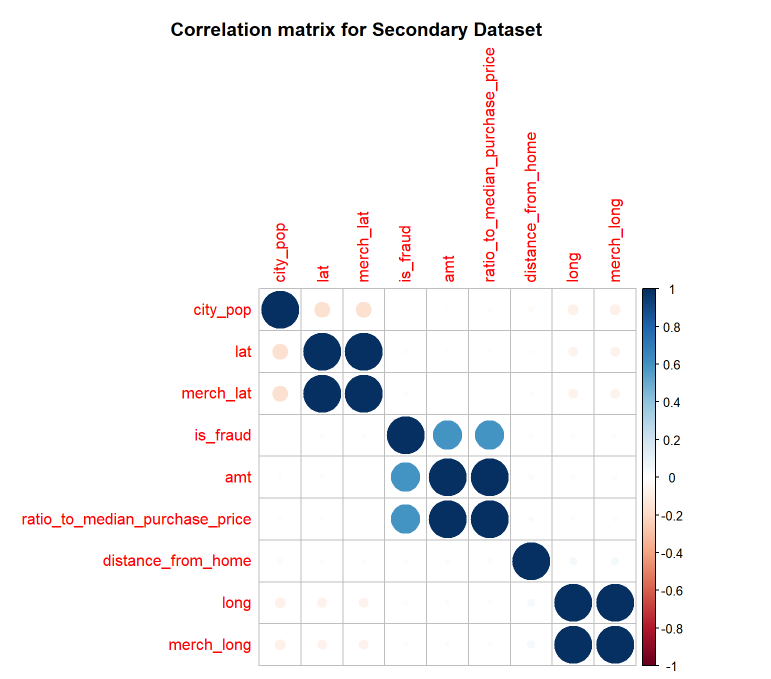 Correlation matrix for Secondary Dataset
city_pop
lat
merch_lat
is_fraud
amt
ratio_to_median_purchase_price
distance_from_home
long
merch_long
city_pop
lat
merch_lat
is_fraud
amt
ratio_to_median_purchase_price
distance_from_home
long
merch_long
1
0.8
0.6
0.4
0.2
0
-0.2
-0.4
-0.6
-0.8
-1